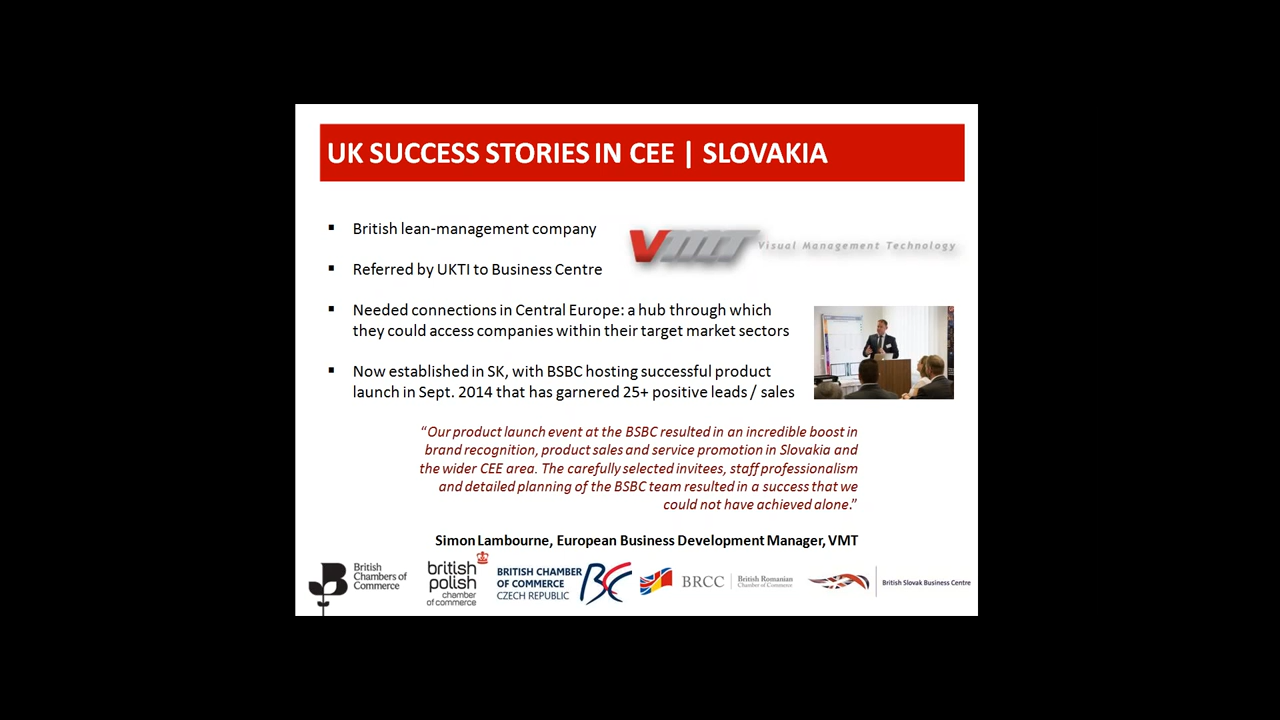 UK SUCCESS STORIES IN CEE | SLOVAKIA
▪ British lean-management company
VMT Visual Management Technology
▪ Referred by UKTI to Business Centre
▪ Needed connections in Central Europe: a hub through which
they could access companies within their target market sectors
▪ Now established in SK, with BSBC hosting successful product
launch in Sept. 2014 that has garnered 25+ positive leads / sales
“Our product launch event at the BSBC resulted in an incredible boost in
brand recognition, product sales and service promotion in Slovakia and
the wider CEE area. The carefully selected invitees, staff professionalism
and detailed planning of the BSBC team resulted in a success that we
could not have achieved alone.”
Simon Lambourne, European Business Development Manager, VMT
British
Chambers of
Commerce
british
polish
chamber
of commerce
BRITISH CHAMBER
OF COMMERCE
CZECH REPUBLIC
BCC
BRCC
British Romanian
Chamber of Commerce
British Slovak Business Centre